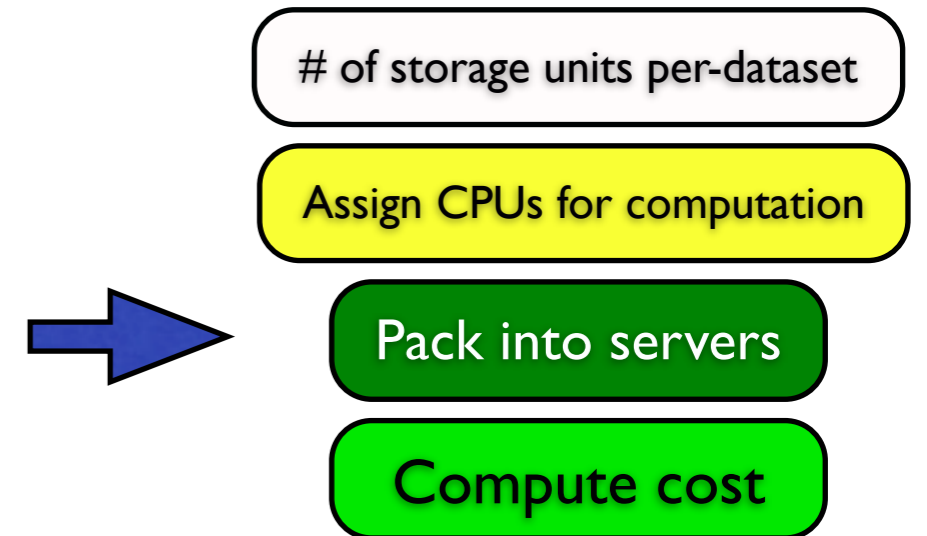 # of storage units per-dataset
Assign CPUs for computation
Pack into servers
Compute cost